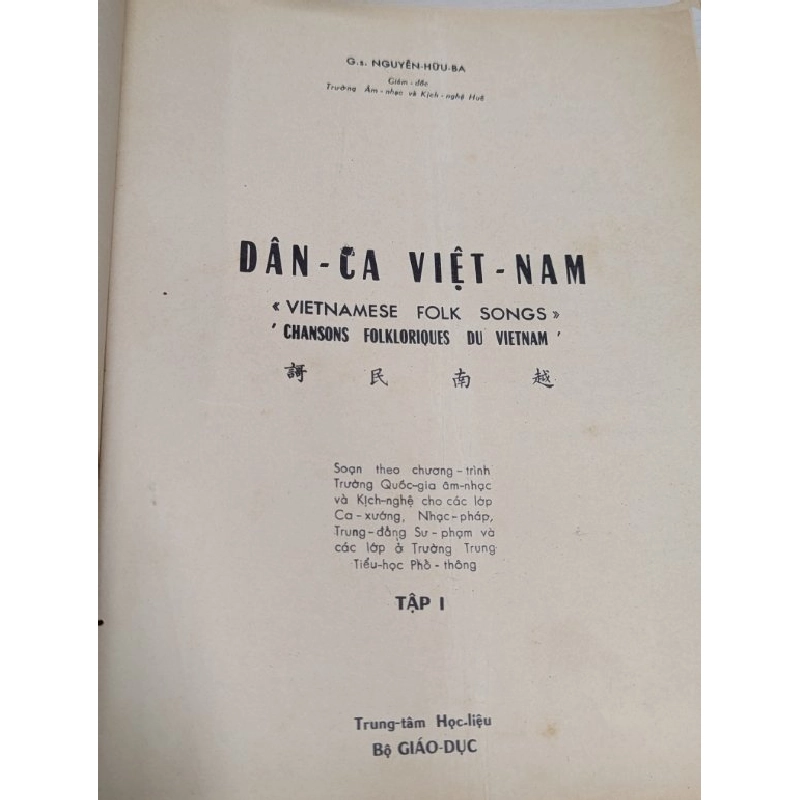 G.s. NGUYỄN-HỮU-BA
Giám-đốc
Trường Âm-nhạc và Kịch-nghệ Huế
DÂN-CA VIỆT-NAM
« VIETNAMESE FOLK SONGS »
' CHANSONS FOLKLORIQUES DU VIETNAM '
謌 民 南 越
Soạn theo chương-trình
Trường Quốc-gia âm-nhạc
và Kịch-nghệ cho các lớp
Ca-xướng, Nhạc-pháp,
Trung-đẳng Sư-phạm và
các lớp ở Trường Trung
Tiểu-học Phổ-thông
TẬP I
Trung-tâm Học-liệu
Bộ GIÁO-DỤC